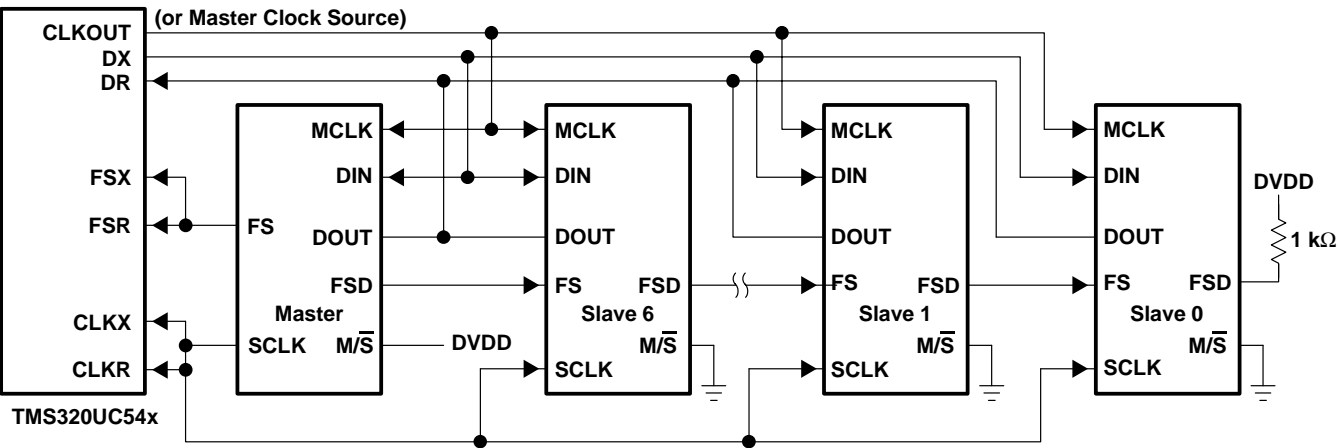 (or Master Clock Source)
CLKOUT
DX
DR
FSX
FSR
CLKX
CLKR
TMS320UC54x
MCLK
DIN
FS
DOUT
FSD
Master
SCLK
M/S̅
DVDD
MCLK
DIN
DOUT
FS
FSD
Slave 6
M/S̅
SCLK
MCLK
DIN
DOUT
FS
FSD
Slave 1
M/S̅
SCLK
MCLK
DIN
DOUT
FS
FSD
Slave 0
M/S̅
SCLK
DVDD
1 kΩ